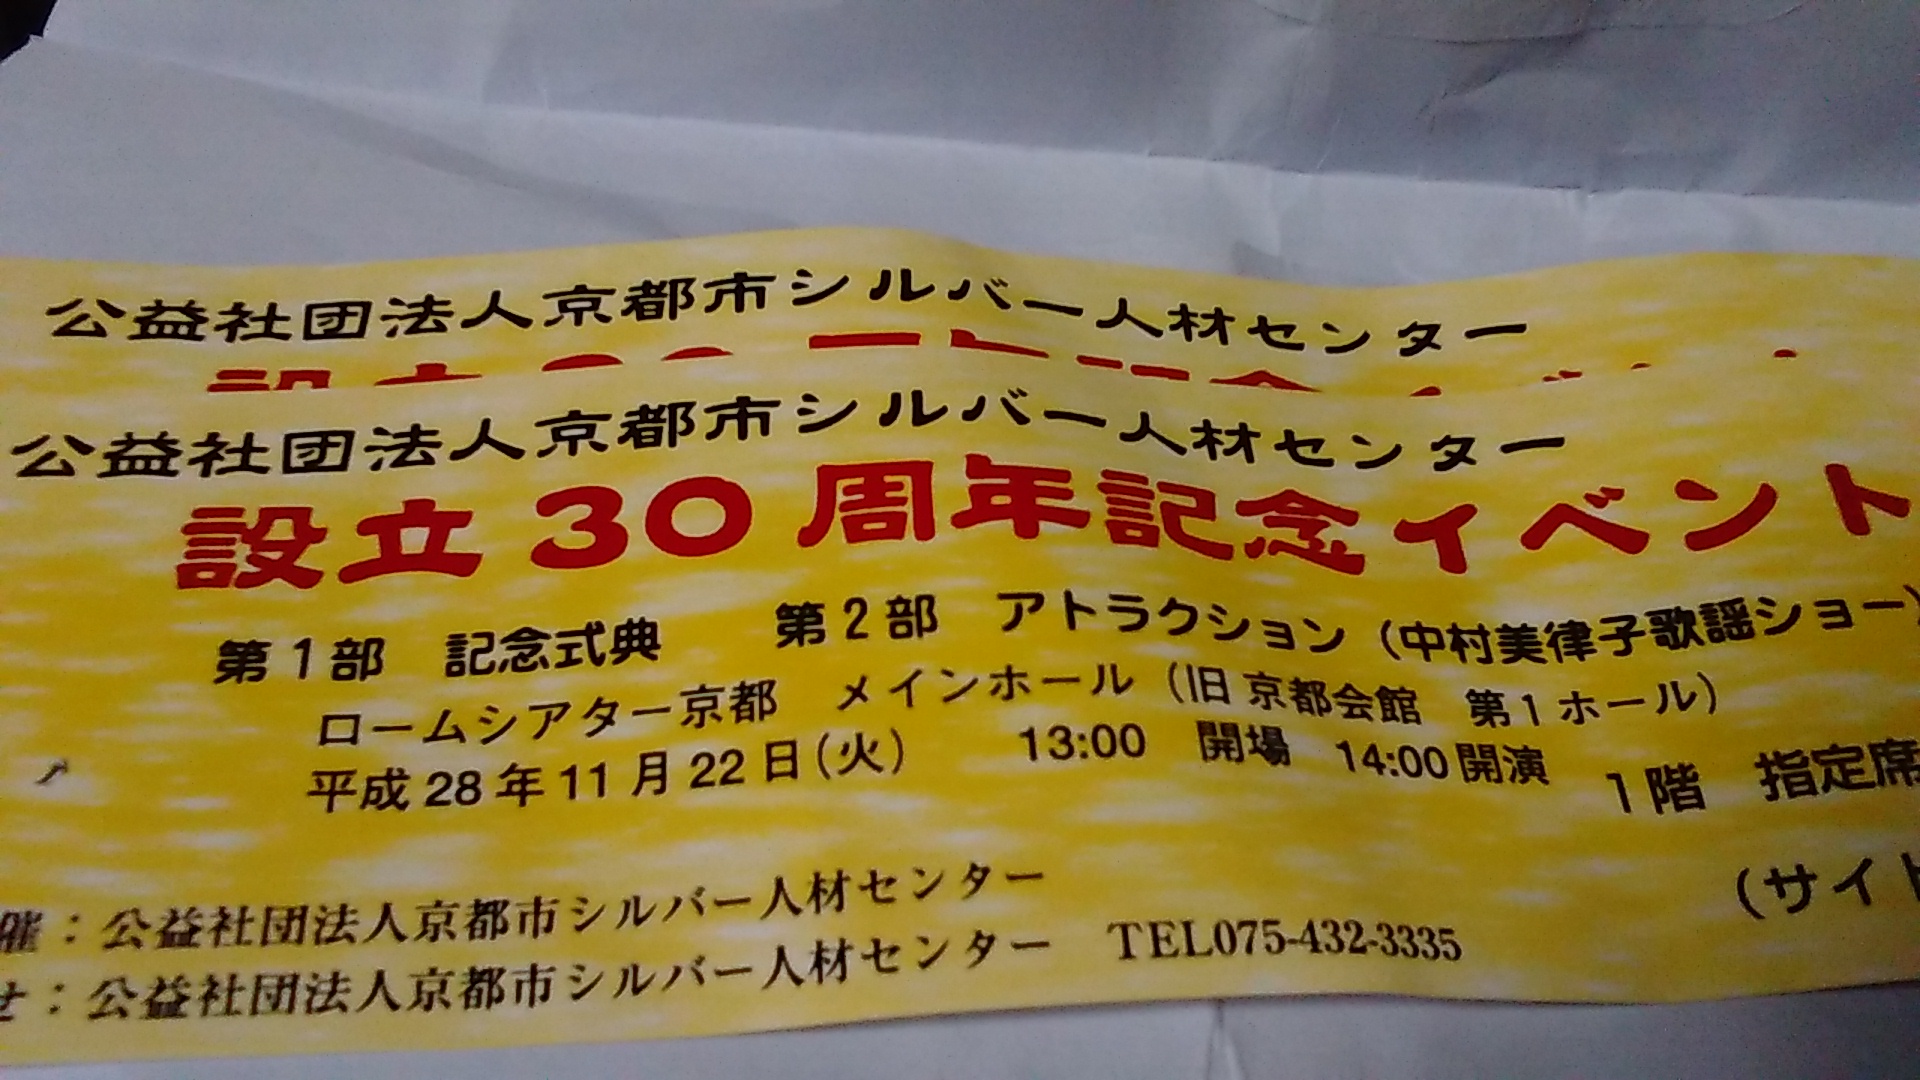 公益社団法人京都市シルバー人材センター
公益社団法人京都市シルバー人材センター
設立30周年記念イベント
第1部　記念式典　第2部　アトラクション（中村美律子歌謡ショー）
ロームシアター京都　メインホール（旧京都会館　第1ホール）
平成28年11月22日（火）　13:00　開場　14:00開演　1階　指定席
（サイト
催：公益社団法人京都市シルバー人材センター
せ：公益社団法人京都市シルバー人材センター　TEL075-432-3335